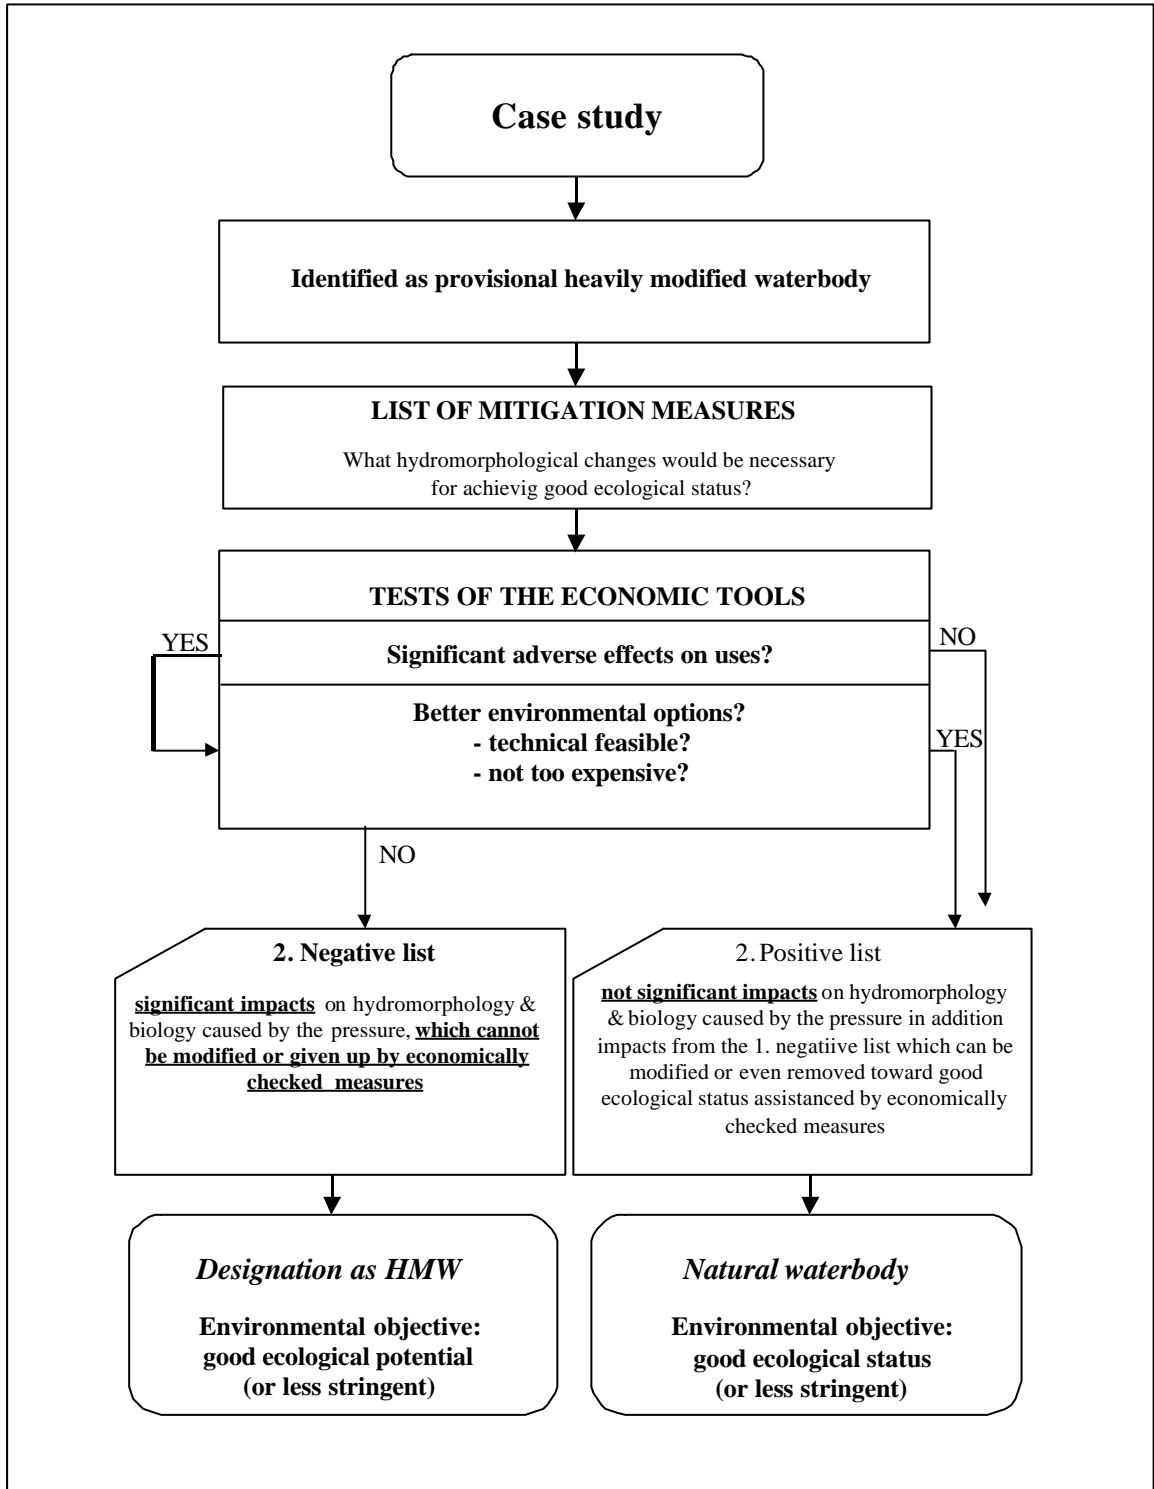 Case study
Identified as provisional heavily modified waterbody
LIST OF MITIGATION MEASURES
What hydromorphological changes would be necessary
for achievig good ecological status?
TESTS OF THE ECONOMIC TOOLS
YES
NO
Significant adverse effects on uses?
Better environmental options?
- technical feasible?
YES
- not too expensive?
NO
2. Negative list
significant impacts on hydromorphology &
biology caused by the pressure, which cannot
be modified or given up by economically
checked measures
2. Positive list
not significant impacts on hydromorphology
& biology caused by the pressure in addition
impacts from the 1. negatiive list which can be
modified or even removed toward good
ecological status assistanced by economically
checked measures
Designation as HMW
Environmental objective:
good ecological potential
(or less stringent)
Natural waterbody
Environmental objective:
good ecological status
(or less stringent)